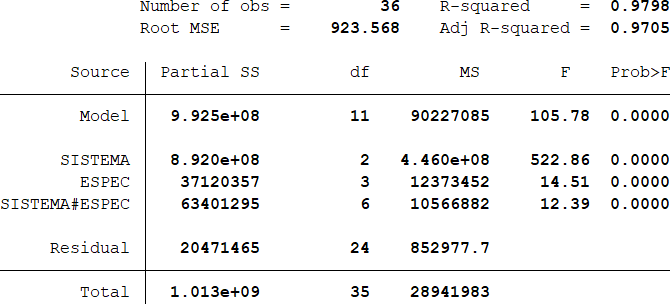 Number of obs = 36 R-squared = 0.9798
Root MSE = 923.568 Adj R-squared = 0.9705
Source Partial SS df MS F Prob>F
Model 9.925e+08 11 90227085 105.78 0.0000
SISTEMA 8.920e+08 2 4.460e+08 522.86 0.0000
ESPEC 37120357 3 12373452 14.51 0.0000
SISTEMA#ESPEC 63401295 6 10566882 12.39 0.0000
Residual 20471465 24 852977.7
Total 1.013e+09 35 28941983